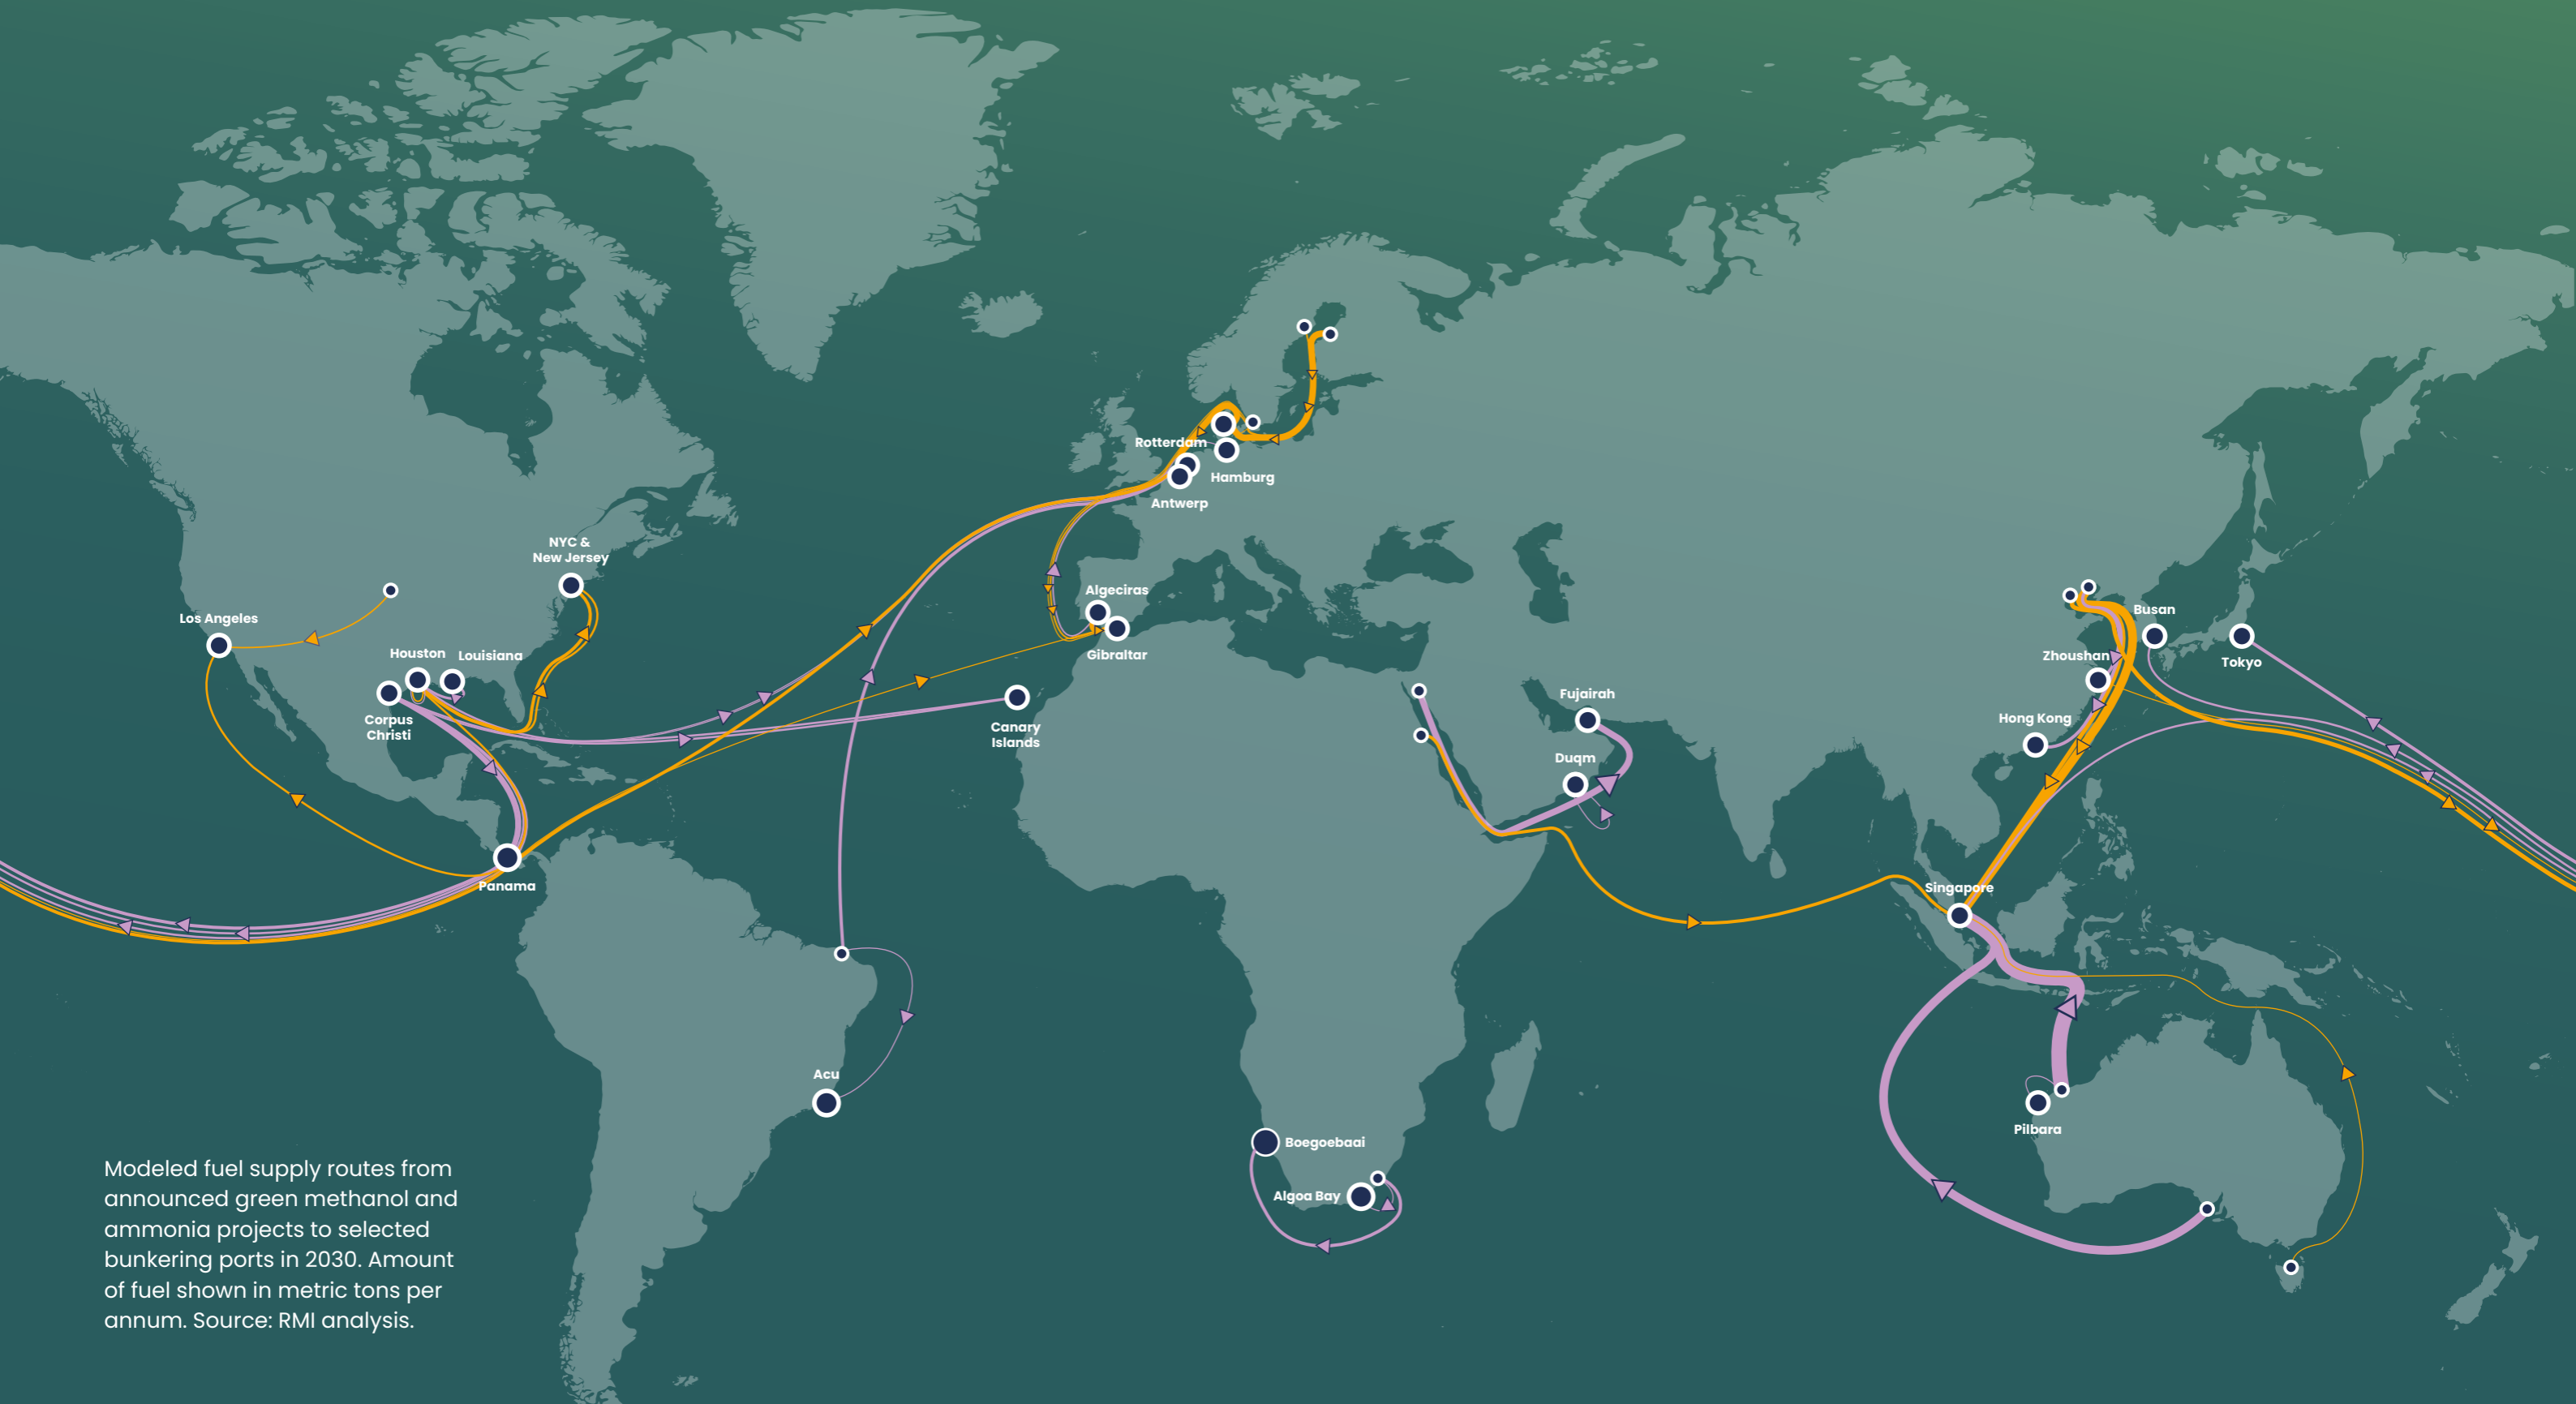 Rotterdam
Hamburg
Antwerp
NYC &
New Jersey
Algeciras
Los Angeles
Busan
Houston
Louisiana
Gibraltar
Zhoushan
Tokyo
Fujairah
Corpus
Christi
Canary
Islands
Hong Kong
Duqm
Panama
Singapore
Acu
Pilbara
Boegoebaai
Algoa Bay
Modeled fuel supply routes from
announced green methanol and
ammonia projects to selected
bunkering ports in 2030. Amount
of fuel shown in metric tons per
annum. Source: RMI analysis.